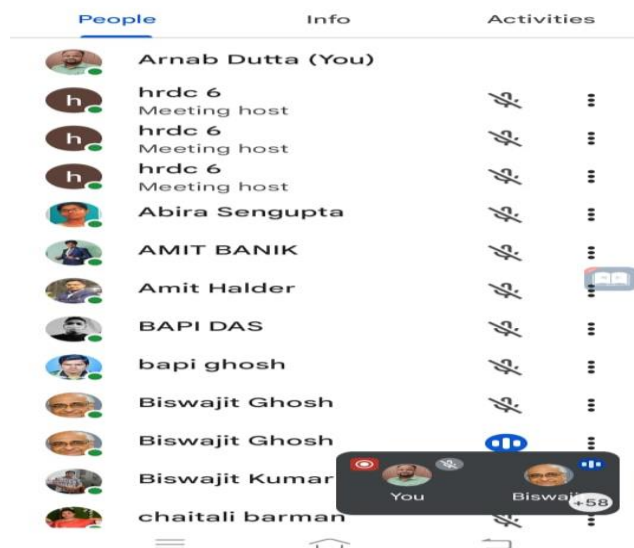 People Info Activities
Arnab Dutta (You)
h
hrdc 6
Meeting host
h
hrdc 6
Meeting host
h
hrdc 6
Meeting host
Abira Sengupta
AMIT BANIK
Amit Halder
BAPI DAS
bapi ghosh
Biswajit Ghosh
Biswajit Ghosh
Biswajit Kumar
You
+58
chaitali barman